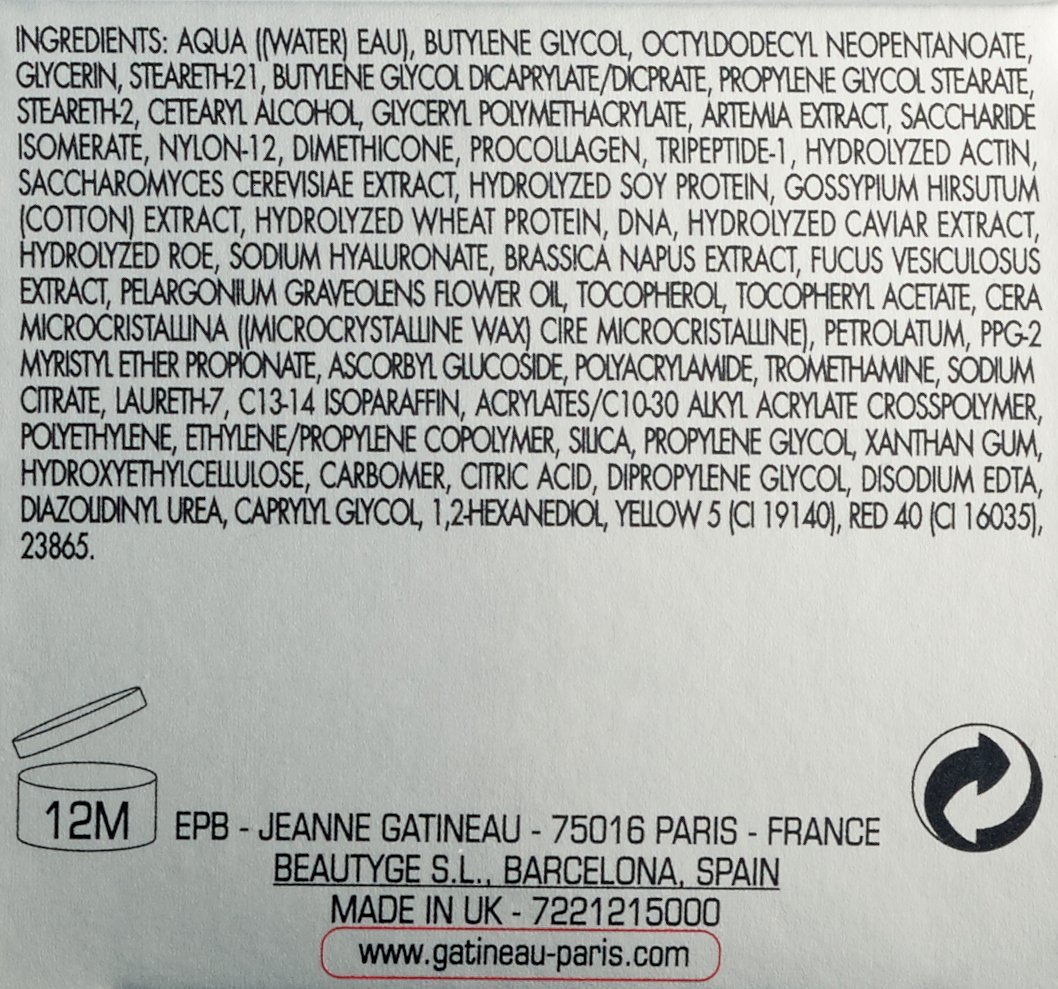 INGREDIENTS: AQUA ((WATER) EAU), BUTYLENE GLYCOL, OCTYLDODECYL NEOPENTANOATE,
GLYCERIN, STEARETH-21, BUTYLENE GLYCOL DICAPRYLATE/DICPRATE, PROPYLENE GLYCOL STEARATE,
STEARETH-2, CETEARYL ALCOHOL, GLYCERYL POLYMETHACRYLATE, ARTEMIA EXTRACT, SACCHARIDE
ISOMERATE, NYLON-12, DIMETHICONE, PROCOLLAGEN, TRIPEPTIDE-1, HYDROLYZED ACTIN,
SACCHAROMYCES CEREVISIAE EXTRACT, HYDROLYZED SOY PROTEIN, GOSSYPIUM HIRSUTUM
(COTTON) EXTRACT, HYDROLYZED WHEAT PROTEIN, DNA, HYDROLYZED CAVIAR EXTRACT,
HYDROLYZED ROE, SODIUM HYALURONATE, BRASSICA NAPUS EXTRACT, FUCUS VESICULOSUS
EXTRACT, PELARGONIUM GRAVEOLENS FLOWER OIL, TOCOPHEROL, TOCOPHERYL ACETATE, CERA
MICROCRISTALLINA ((MICROCRYSTALLINE WAX) CIRE MICROCRISTALLINE), PETROLATUM, PPG-2
MYRISTYL ETHER PROPIONATE, ASCORBYL GLUCOSIDE, POLYACRYLAMIDE, TROMETHAMINE, SODIUM
CITRATE, LAURETH-7, C13-14 ISOPARAFFIN, ACRYLATES/C10-30 ALKYL ACRYLATE CROSSPOLYMER,
POLYETHYLENE, ETHYLENE/PROPYLENE COPOLYMER, SILICA, PROPYLENE GLYCOL, XANTHAN GUM,
HYDROXYETHYLCELLULOSE, CARBOMER, CITRIC ACID, DIPROPYLENE GLYCOL, DISODIUM EDTA,
DIAZOLIDINYL UREA, CAPRYLYL GLYCOL, 1,2-HEXANEDIOL, YELLOW 5 (CI 19140), RED 40 (CI 16035),
23865.
12M
EPB - JEANNE GATINEAU - 75016 PARIS - FRANCE
BEAUTYGE S.L., BARCELONA, SPAIN
MADE IN UK - 7221215000
www.gatineau-paris.com